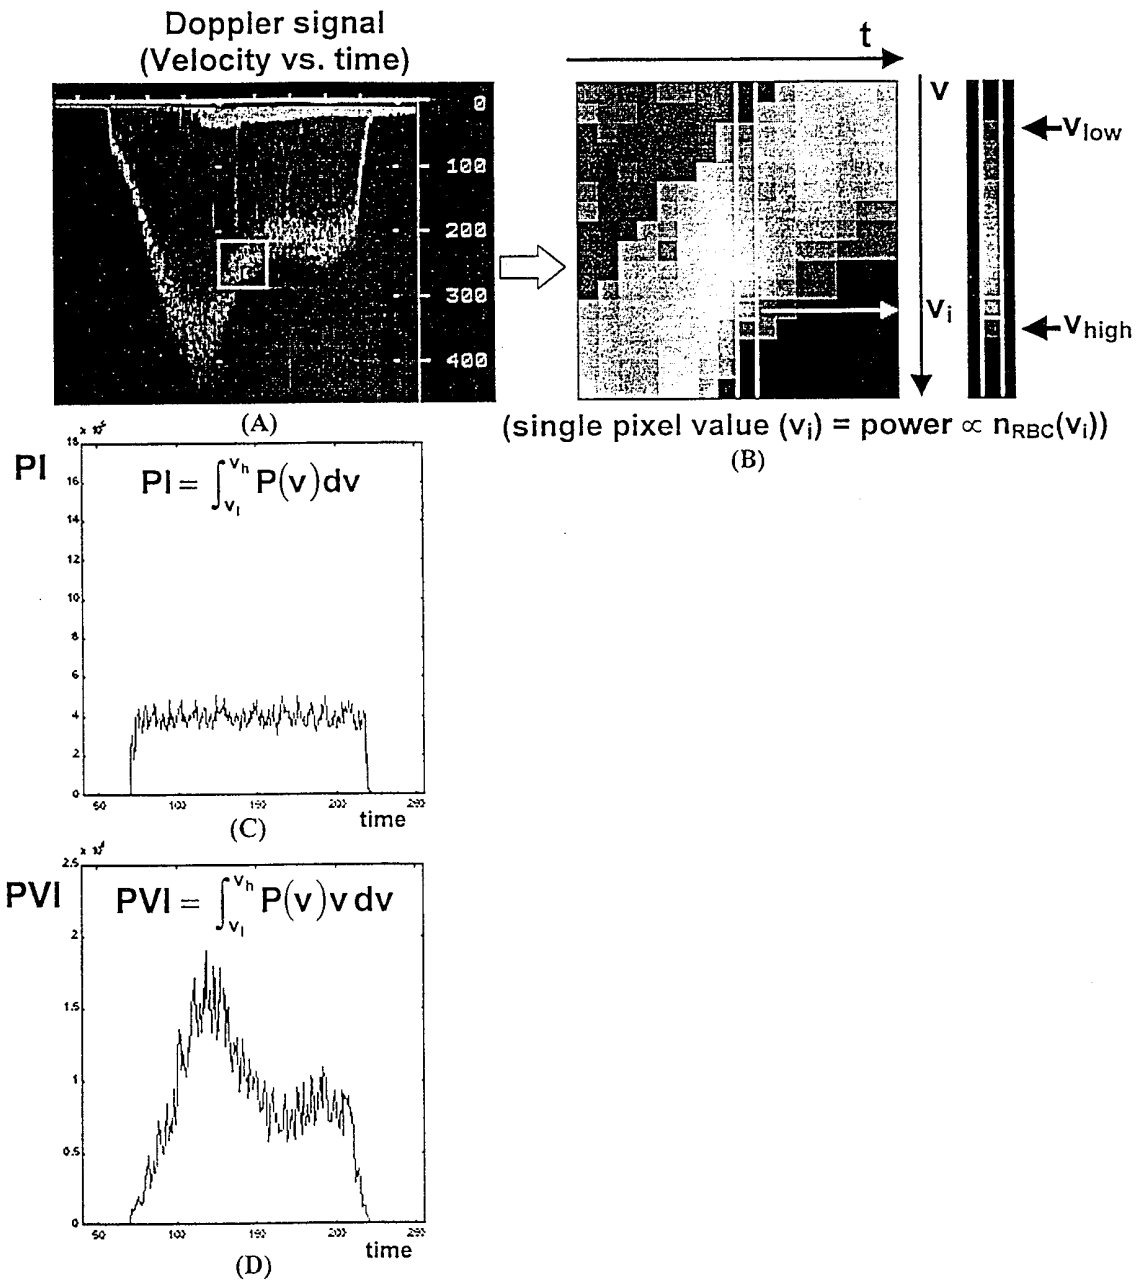 Doppler signal
(Velocity vs. time)
0
100
200
300
400
(A)
t
v
v_low
v_i
v_high
(single pixel value (v_i) = power ∝ n_RBC(v_i))
(B)
PI
18
16
14
12
10
8
6
4
2
0
PI = ∫_{v_l}^{v_h} P(v)dv
50 100 150 200 250
time
(C)
PVI
2.5
2
1.5
1
0.5
0
PVI = ∫_{v_l}^{v_h} P(v)v dv
50 100 150 200 250
time
(D)